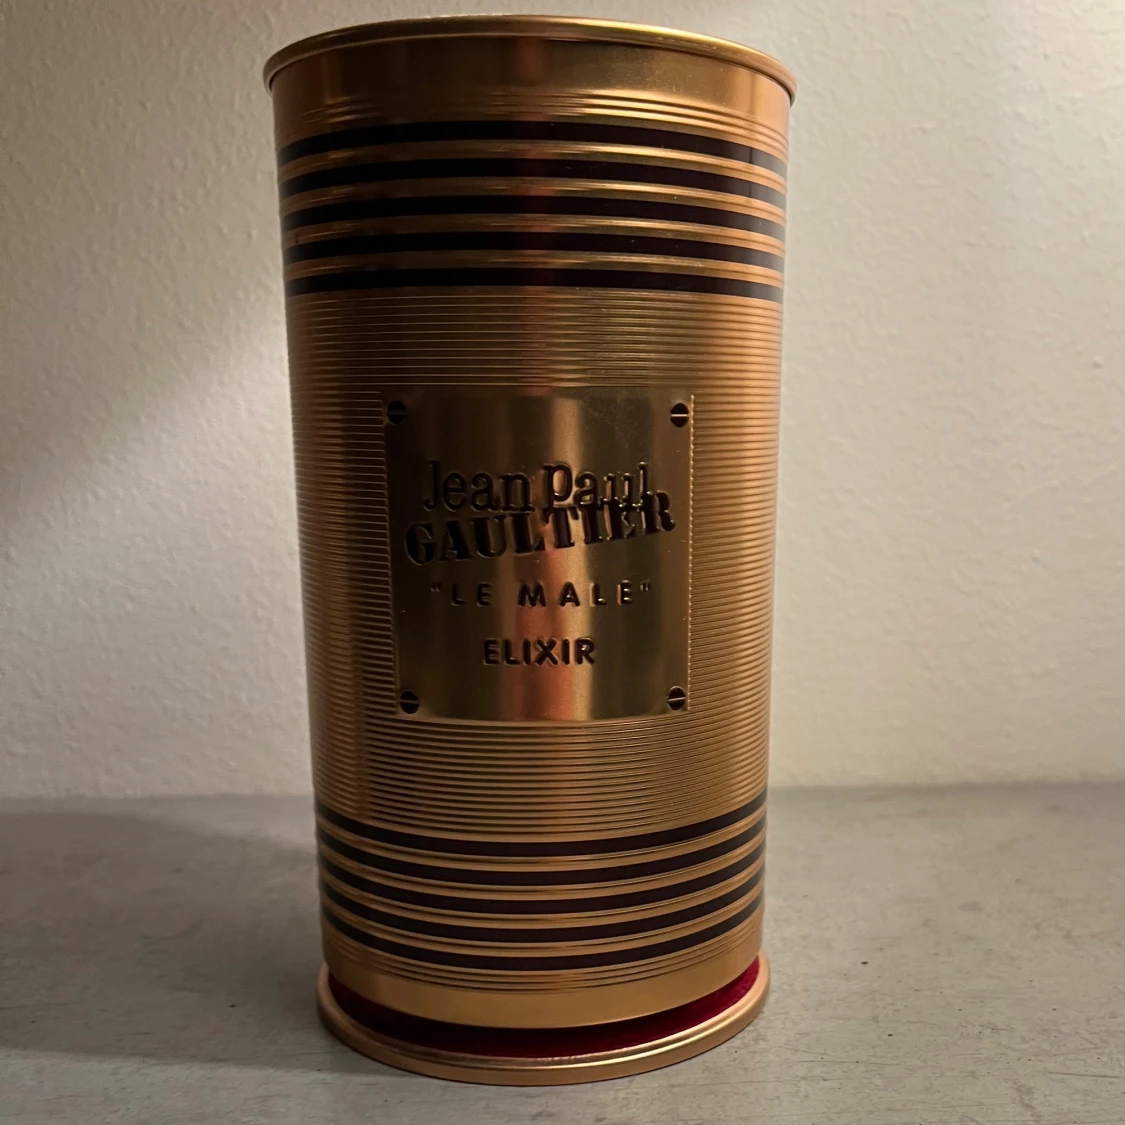 Jean Paul
GAULTIER
"LE MALE"
ELIXIR